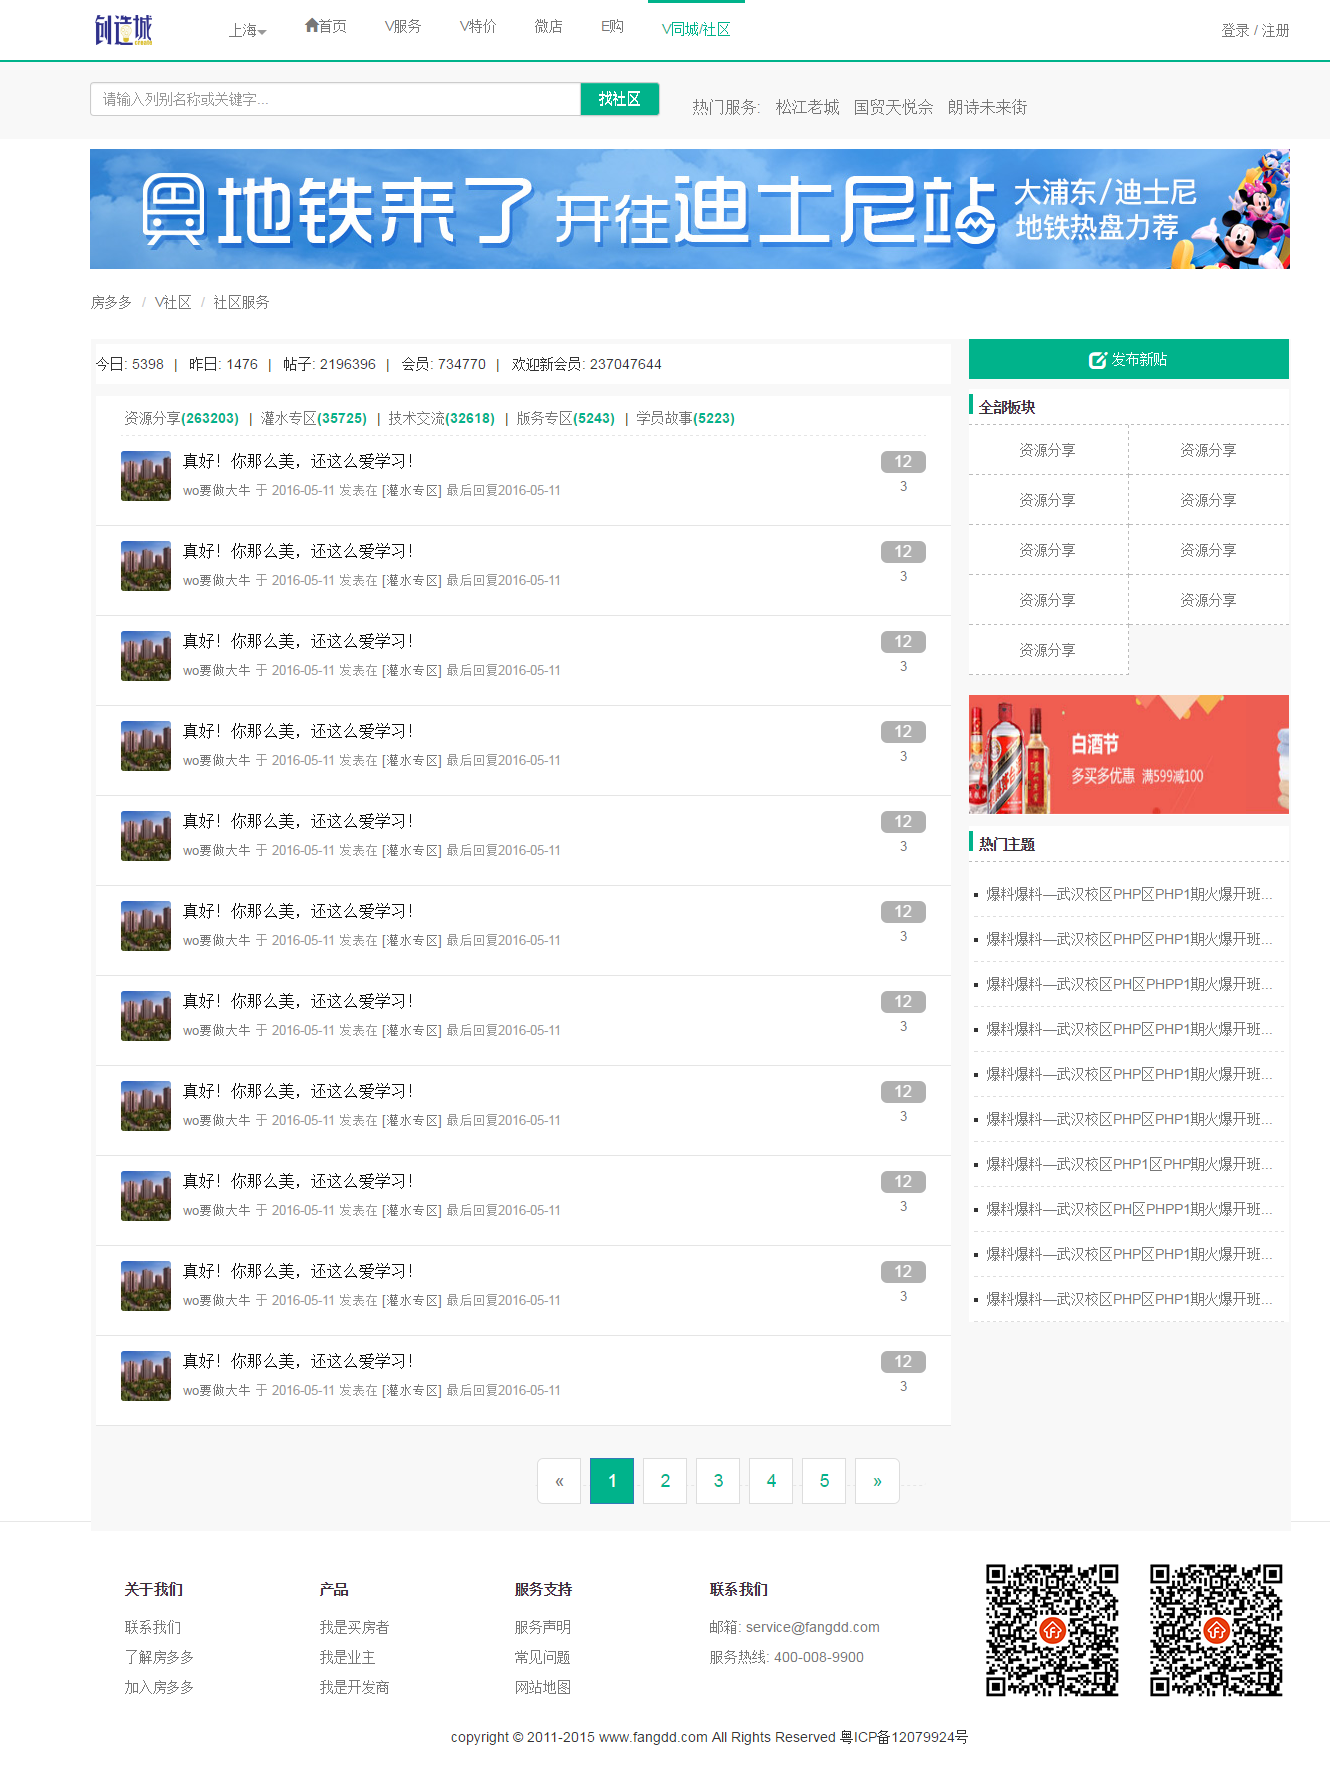 创造城
上海 首页 V服务 V特价 微店 E购 V同城/社区 登录 / 注册
请输入列别名称或关键字... 找社区 热门服务: 松江老城 国贸天悦佘 朗诗未来街
地铁来了 开往迪士尼站 大浦东/迪士尼
地铁热盘力荐
房多多 / V社区 / 社区服务
今日: 5398 | 昨日: 1476 | 帖子: 2196396 | 会员: 734770 | 欢迎新会员: 237047644
资源分享(263203) | 灌水专区(35725) | 技术交流(32618) | 版务专区(5243) | 学员故事(5223)
真好！你那么美，还这么爱学习！ 12
wo要做大牛 于 2016-05-11 发表在 [灌水专区] 最后回复2016-05-11 3
真好！你那么美，还这么爱学习！ 12
wo要做大牛 于 2016-05-11 发表在 [灌水专区] 最后回复2016-05-11 3
真好！你那么美，还这么爱学习！ 12
wo要做大牛 于 2016-05-11 发表在 [灌水专区] 最后回复2016-05-11 3
真好！你那么美，还这么爱学习！ 12
wo要做大牛 于 2016-05-11 发表在 [灌水专区] 最后回复2016-05-11 3
真好！你那么美，还这么爱学习！ 12
wo要做大牛 于 2016-05-11 发表在 [灌水专区] 最后回复2016-05-11 3
真好！你那么美，还这么爱学习！ 12
wo要做大牛 于 2016-05-11 发表在 [灌水专区] 最后回复2016-05-11 3
真好！你那么美，还这么爱学习！ 12
wo要做大牛 于 2016-05-11 发表在 [灌水专区] 最后回复2016-05-11 3
真好！你那么美，还这么爱学习！ 12
wo要做大牛 于 2016-05-11 发表在 [灌水专区] 最后回复2016-05-11 3
真好！你那么美，还这么爱学习！ 12
wo要做大牛 于 2016-05-11 发表在 [灌水专区] 最后回复2016-05-11 3
真好！你那么美，还这么爱学习！ 12
wo要做大牛 于 2016-05-11 发表在 [灌水专区] 最后回复2016-05-11 3
真好！你那么美，还这么爱学习！ 12
wo要做大牛 于 2016-05-11 发表在 [灌水专区] 最后回复2016-05-11 3
« 1 2 3 4 5 »
发布新贴
全部板块
资源分享 资源分享
资源分享 资源分享
资源分享 资源分享
资源分享 资源分享
资源分享
白酒节
多买多优惠 满599减100
热门主题
爆料爆料—武汉校区PHP区PHP1期火爆开班...
爆料爆料—武汉校区PHP区PHP1期火爆开班...
爆料爆料—武汉校区PH区PHPP1期火爆开班...
爆料爆料—武汉校区PHP区PHP1期火爆开班...
爆料爆料—武汉校区PHP区PHP1期火爆开班...
爆料爆料—武汉校区PHP区PHP1期火爆开班...
爆料爆料—武汉校区PHP1区PHP期火爆开班...
爆料爆料—武汉校区PH区PHPP1期火爆开班...
爆料爆料—武汉校区PHP区PHP1期火爆开班...
爆料爆料—武汉校区PHP区PHP1期火爆开班...
关于我们 产品 服务支持 联系我们
联系我们 我是买房者 服务声明 邮箱: service@fangdd.com
了解房多多 我是业主 常见问题 服务热线: 400-008-9900
加入房多多 我是开发商 网站地图
copyright © 2011-2015 www.fangdd.com All Rights Reserved 粤ICP备12079924号